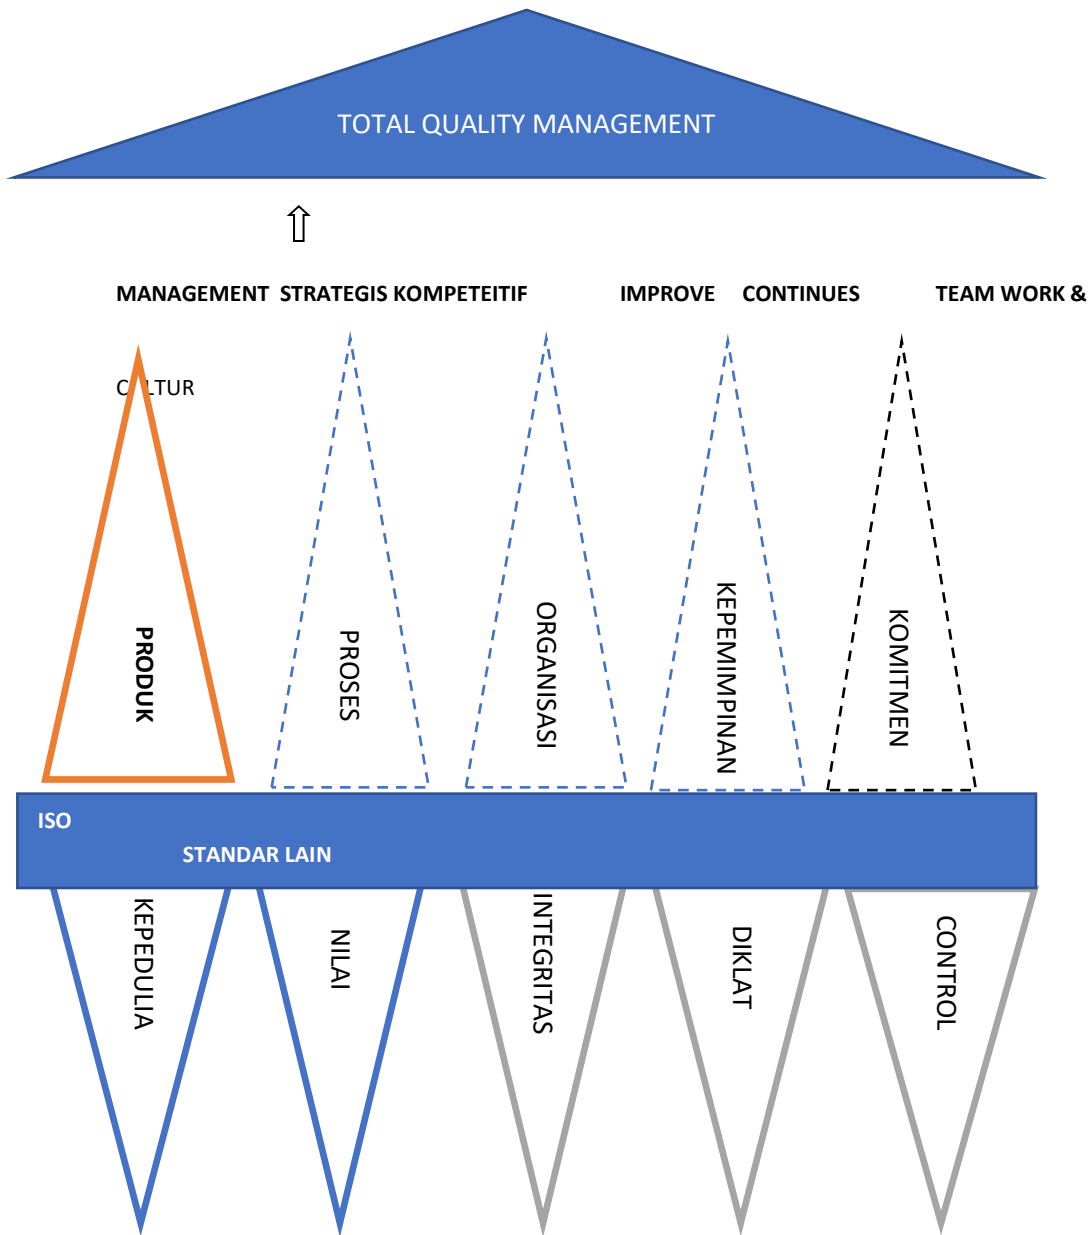 TOTAL QUALITY MANAGEMENT
MANAGEMENT STRATEGIS KOMPETEITIF IMPROVE CONTINUES TEAM WORK &
CULTUR
PRODUK
PROSES
ORGANISASI
KEPEMIMPINAN
KOMITMEN
ISO
STANDAR LAIN
KEPEDULIA
NILAI
INTEGRITAS
DIKLAT
CONTROL